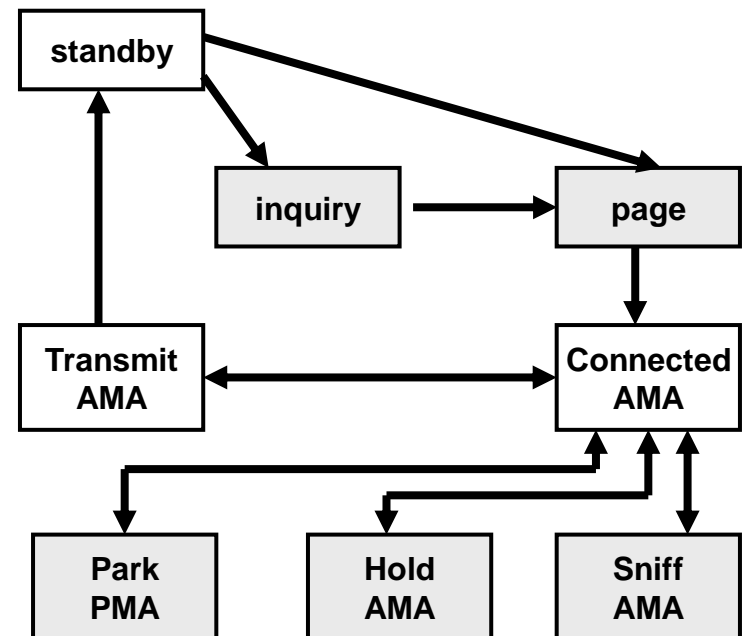 standby
inquiry
page
Transmit
AMA
Connected
AMA
Park
PMA
Hold
AMA
Sniff
AMA